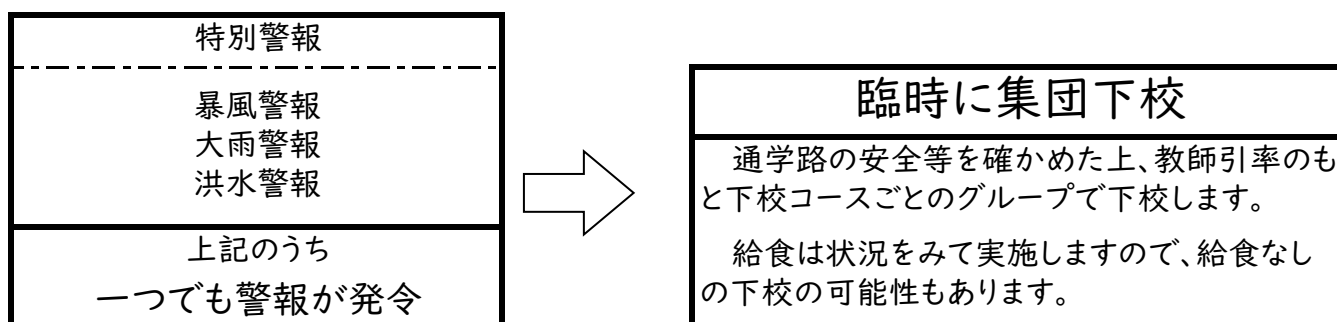 特別警報
暴風警報
大雨警報
洪水警報
上記のうち
一つでも警報が発令
臨時に集団下校
通学路の安全等を確かめた上、教師引率のも
と下校コースごとのグループで下校します。
給食は状況をみて実施しますので、給食なし
の下校の可能性もあります。